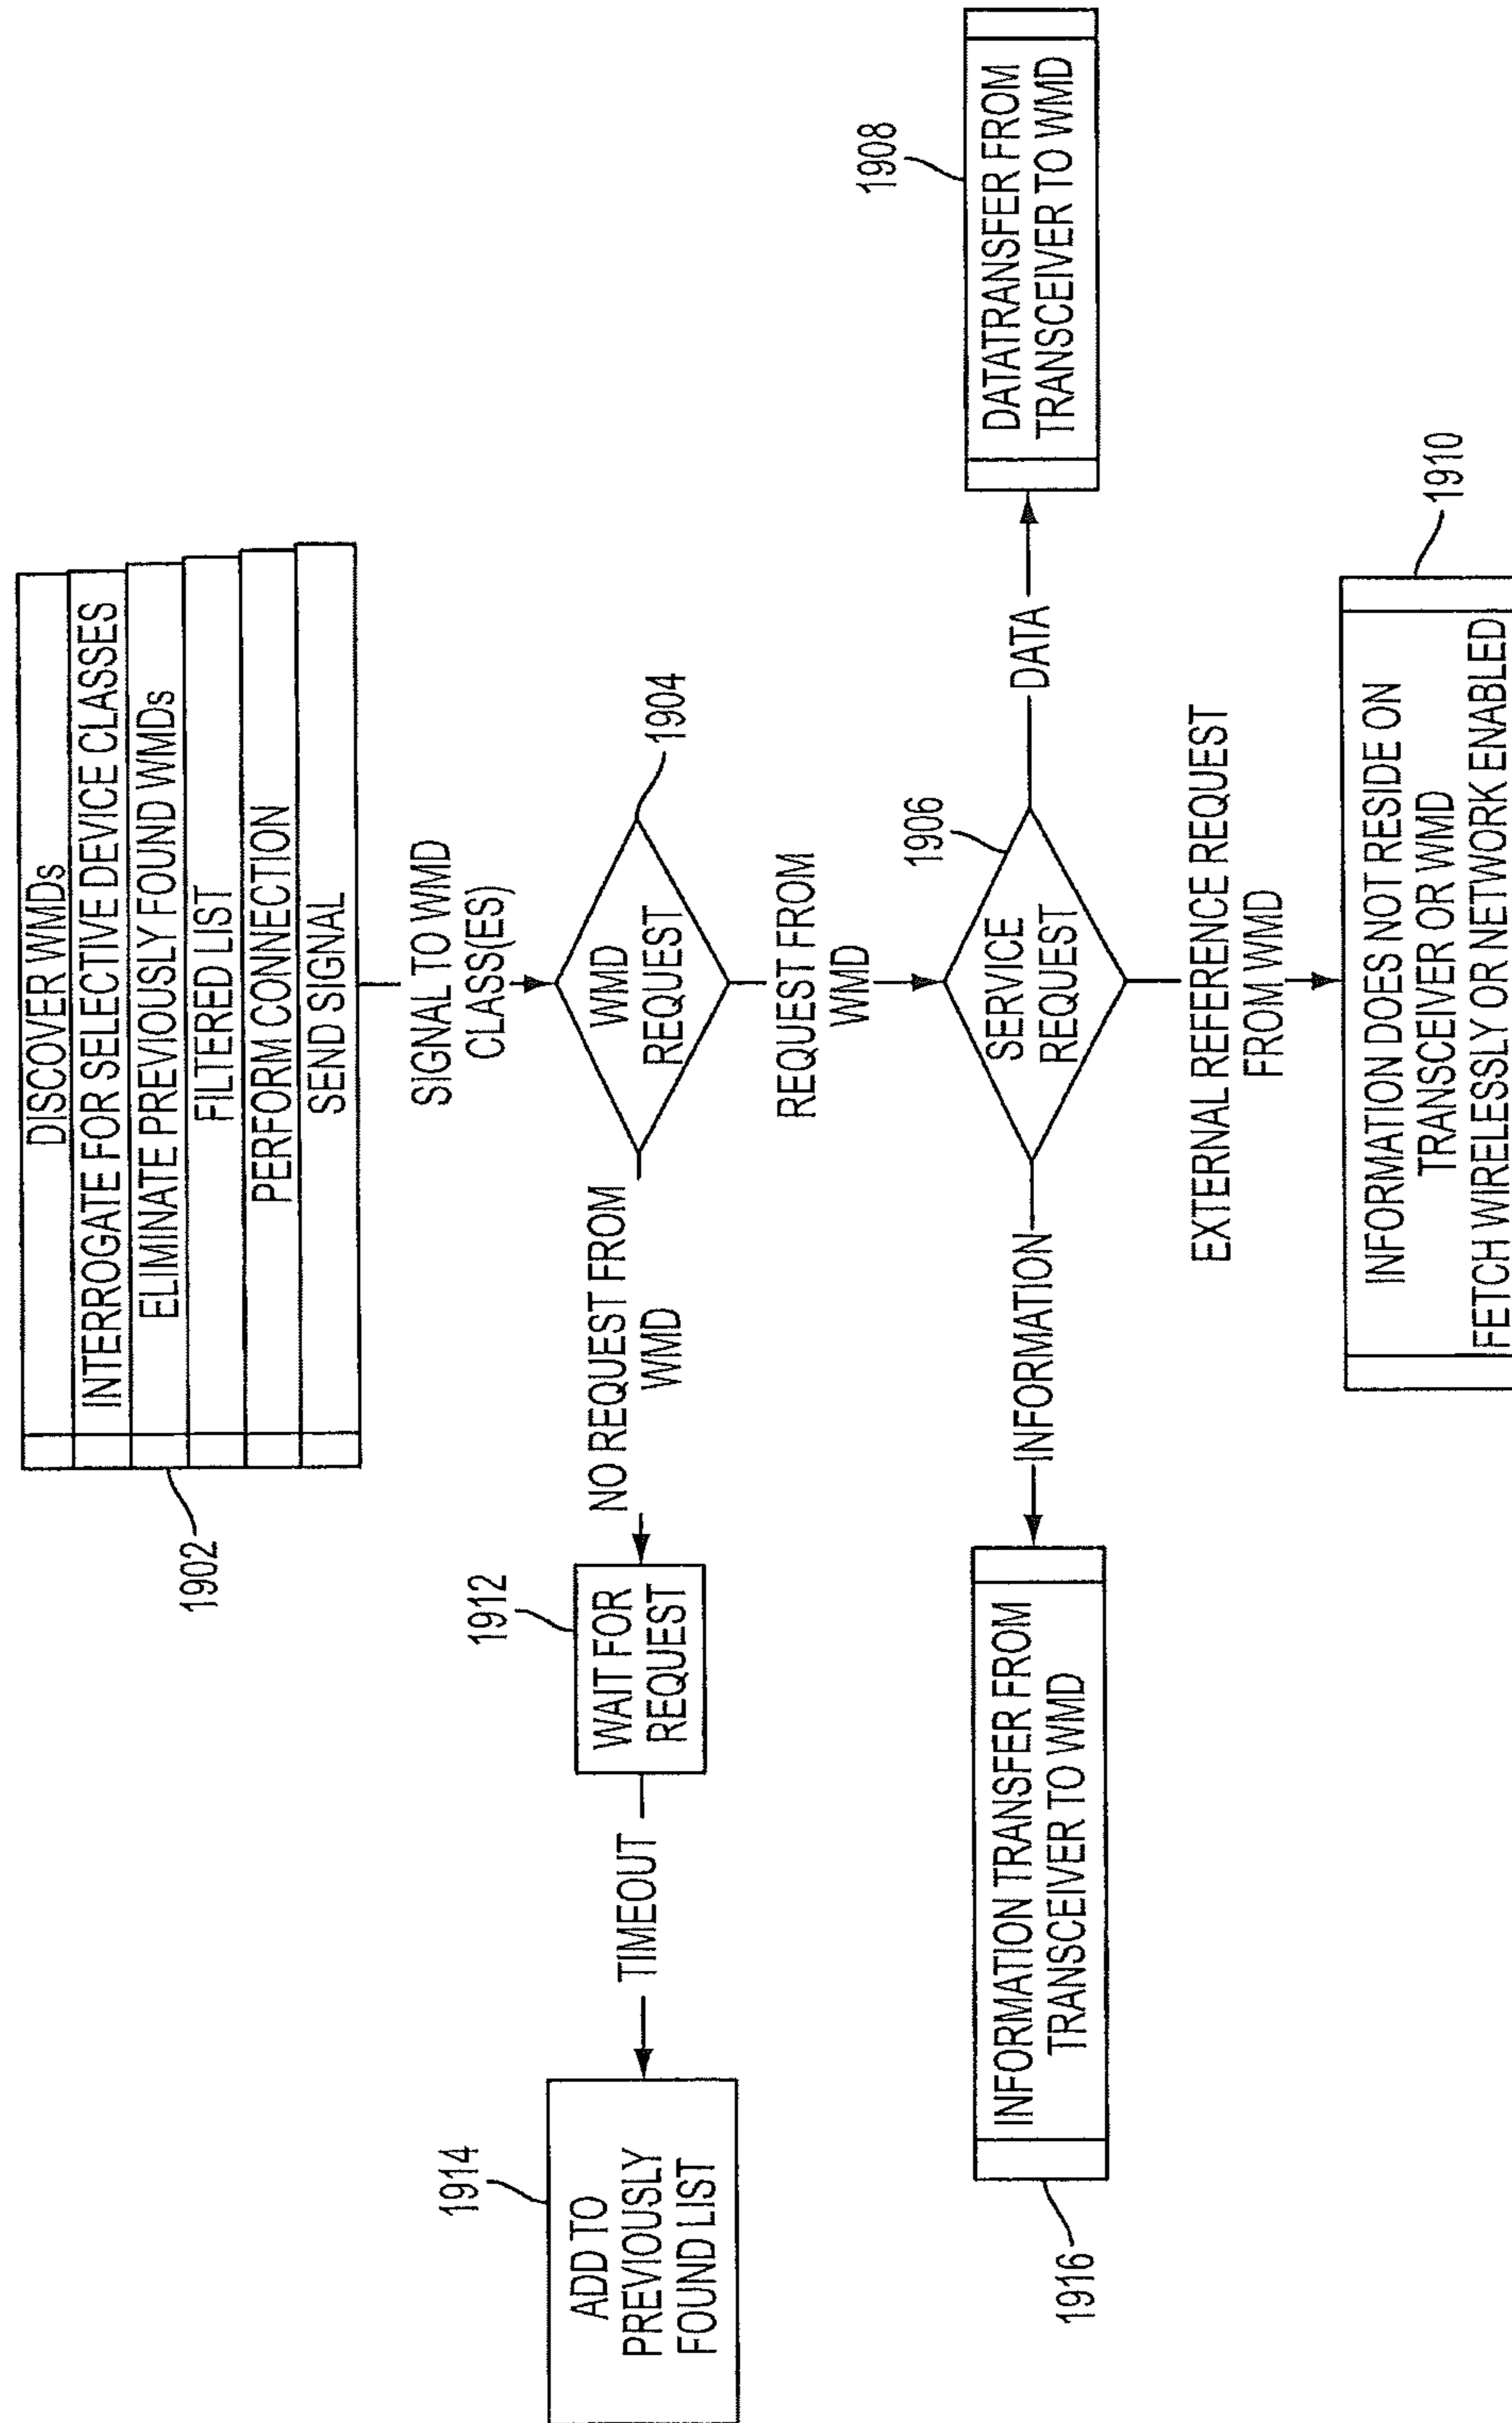 DISCOVER WMDs
INTERROGATE FOR SELECTIVE DEVICE CLASSES
ELIMINATE PREVIOUSLY FOUND WMDs
FILTERED LIST
PERFORM CONNECTION
SEND SIGNAL
1902
SIGNAL TO WMD
CLASS(ES)
1904
WMD
REQUEST
NO REQUEST FROM
WMD
1912
WAIT FOR
REQUEST
TIMEOUT
1914
ADD TO
PREVIOUSLY
FOUND LIST
REQUEST FROM
WMD
1906
SERVICE
REQUEST
DATA
1908
DATATRANSFER FROM
TRANSCEIVER TO WMD
INFORMATION
INFORMATION TRANSFER FROM
TRANSCEIVER TO WMD
1916
EXTERNAL REFERENCE REQUEST
FROM WMD
1910
INFORMATION DOES NOT RESIDE ON
TRANSCEIVER OR WMD
FETCH WIRELESSLY OR NETWORK ENABLED